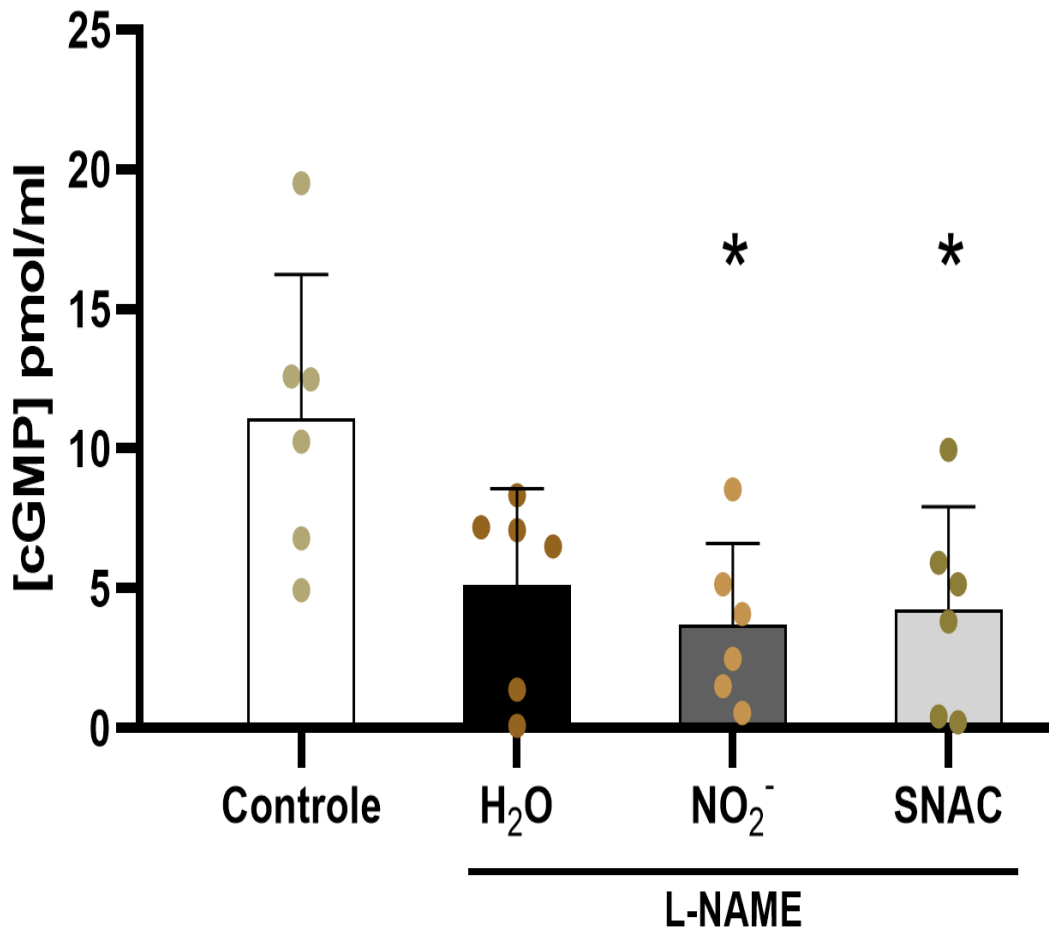 [cGMP] pmol/ml
25
20
15
10
5
0
*
*
Controle
H₂O
NO₂⁻
SNAC
L-NAME